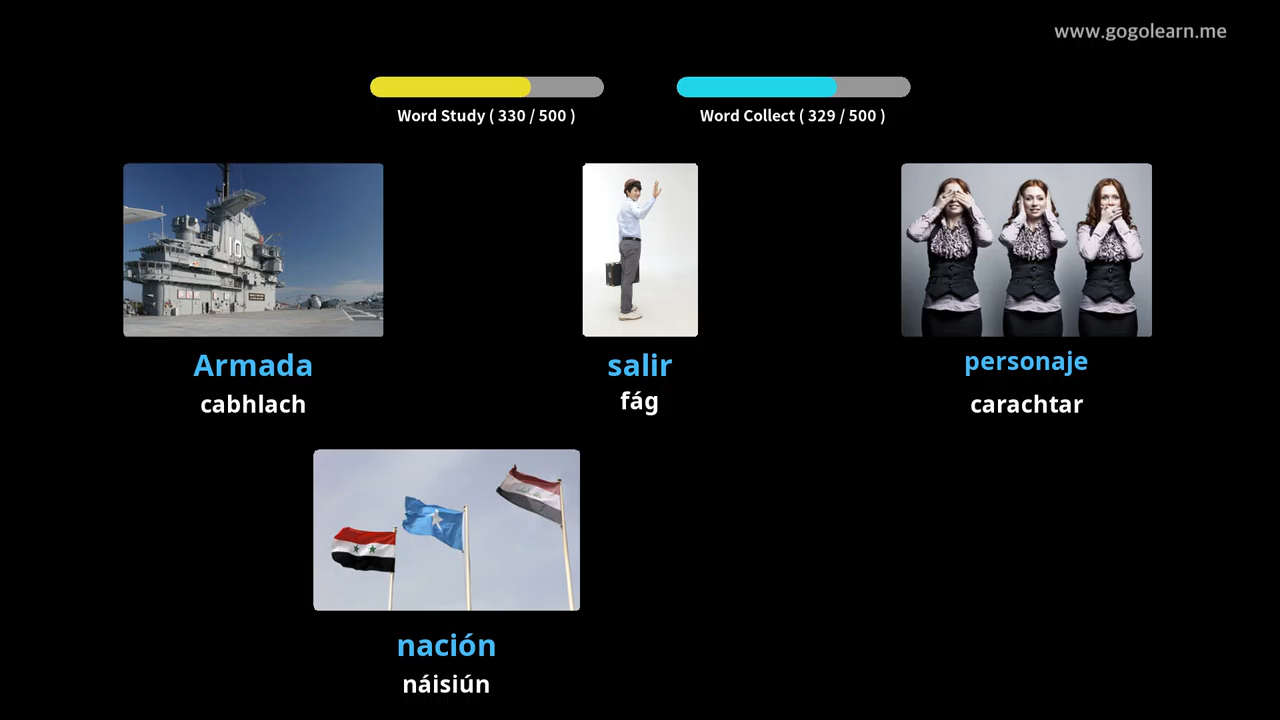 www.gogolearn.me
Word Study ( 330 / 500 )
Word Collect ( 329 / 500 )
10
Armada
cabhlach
salir
fág
personaje
carachtar
nación
náisiún